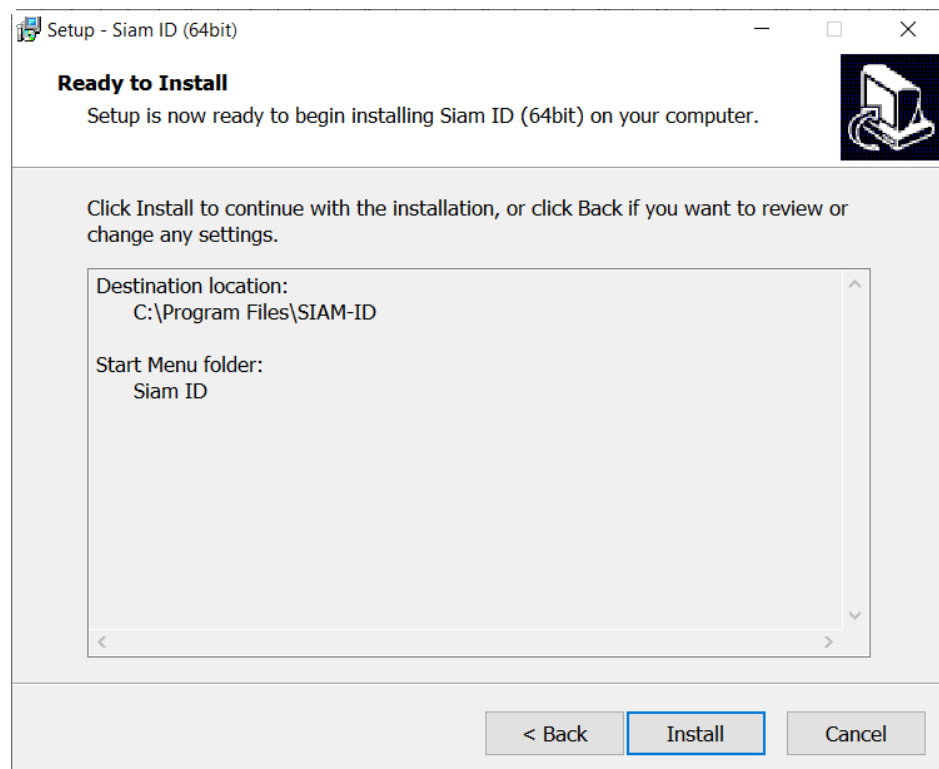 Setup - Siam ID (64bit)
Ready to Install
Setup is now ready to begin installing Siam ID (64bit) on your computer.
Click Install to continue with the installation, or click Back if you want to review or
change any settings.
Destination location:
C:\Program Files\SIAM-ID
Start Menu folder:
Siam ID
< Back
Install
Cancel